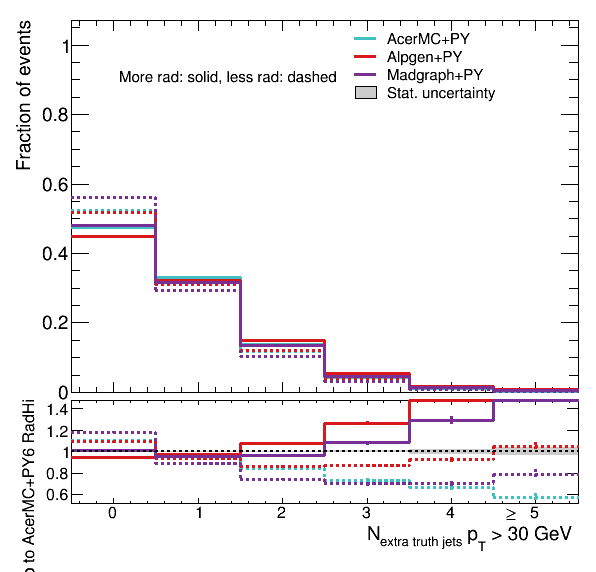 Fraction of events
1
0.8
0.6
0.4
0.2
0
AcerMC+PY
Alpgen+PY
Madgraph+PY
Stat. uncertainty
More rad: solid, less rad: dashed
to AcerMC+PY6 RadHi
1.4
1.2
1
0.8
0.6
0 1 2 3 4 ≥ 5
N extra truth jets p T > 30 GeV